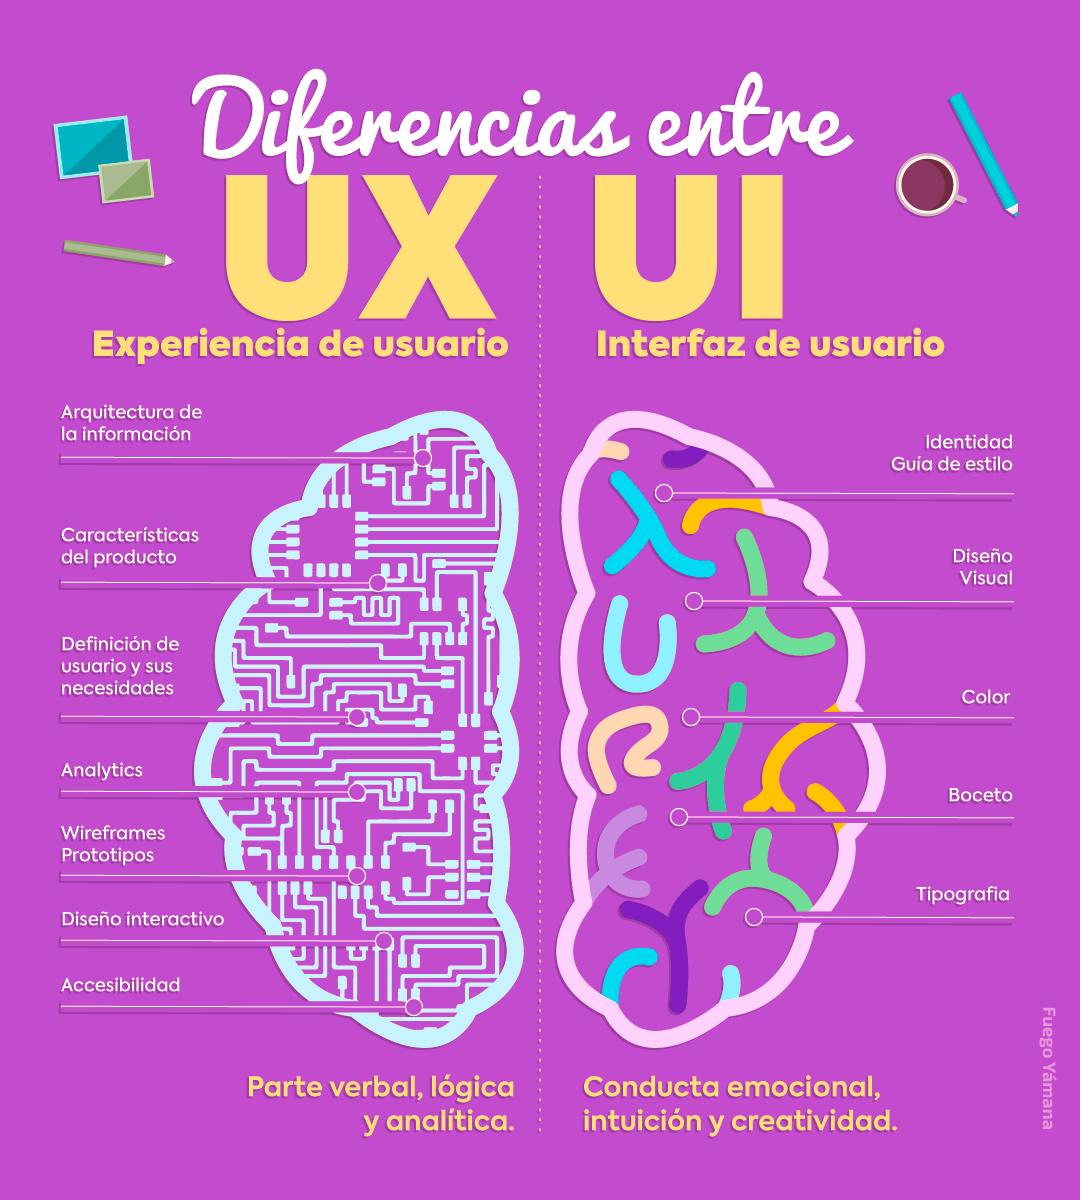 Diferencias entre
UX
Experiencia de usuario
Arquitectura de
la información
Características
del producto
Definición de
usuario y sus
necesidades
Analytics
Wireframes
Prototipos
Diseño interactivo
Accesibilidad
Parte verbal, lógica
y analítica.
UI
Interfaz de usuario
Identidad
Guía de estilo
Diseño
Visual
Color
Boceto
Tipografia
Conducta emocional,
intuición y creatividad.
Fuego Yámana